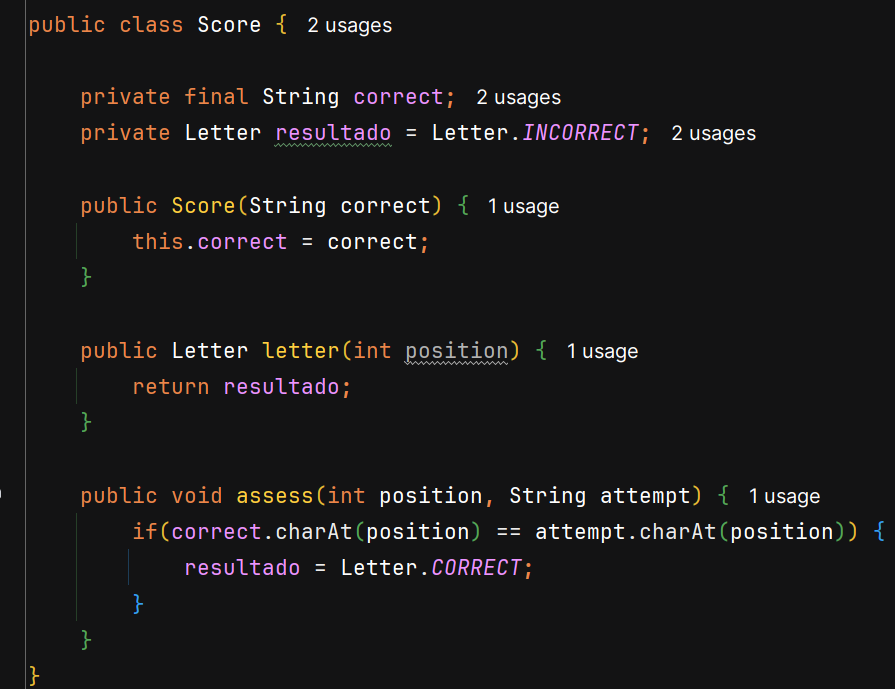 public class Score { 2 usages
private final String correct; 2 usages
private Letter resultado = Letter.INCORRECT; 2 usages
public Score(String correct) { 1 usage
this.correct = correct;
}
public Letter letter(int position) { 1 usage
return resultado;
}
public void assess(int position, String attempt) { 1 usage
if(correct.charAt(position) == attempt.charAt(position)) {
resultado = Letter.CORRECT;
}
}
}